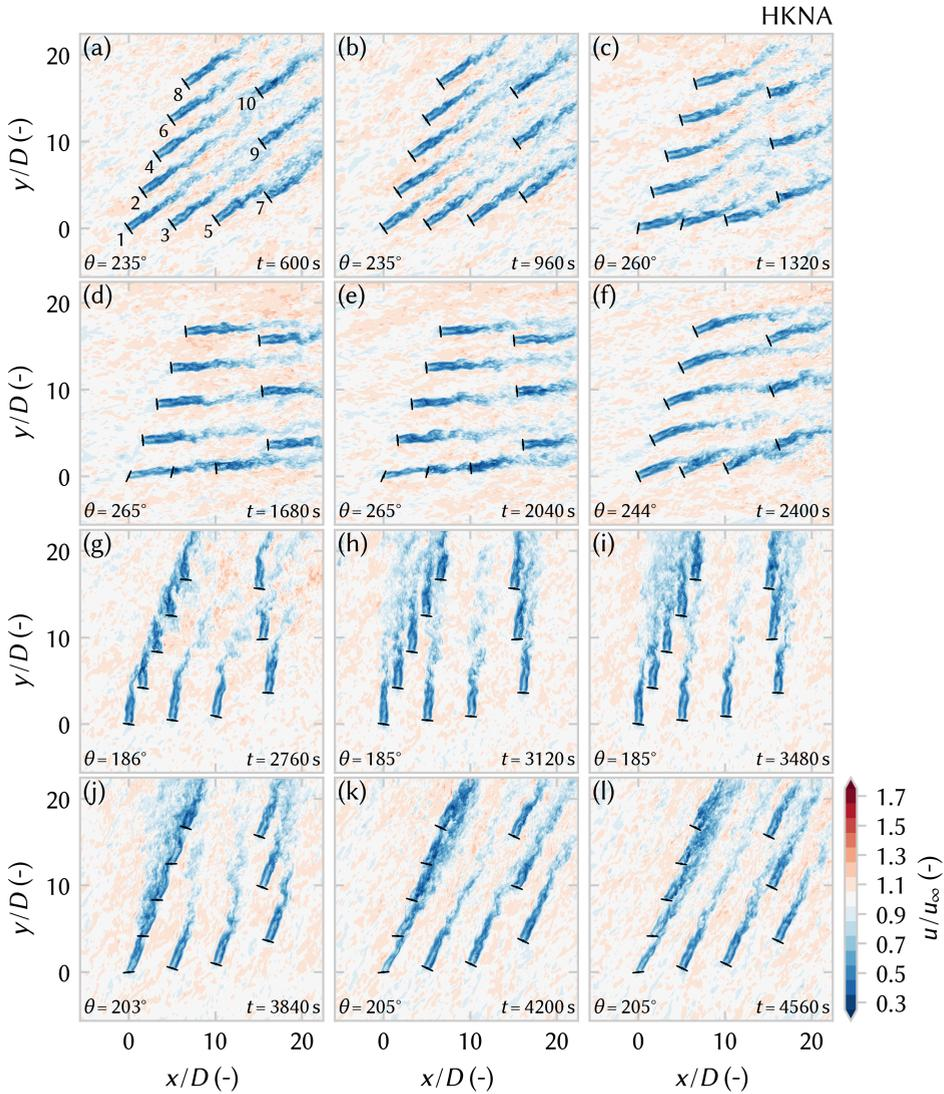 HKNA
(a) (b) (c)
20
10
0
y/D (-)
8
10
6
4
9
2
7
1
3
5
θ = 235° t = 600 s
θ = 235° t = 960 s
θ = 260° t = 1320 s
(d) (e) (f)
20
10
0
y/D (-)
θ = 265° t = 1680 s
θ = 265° t = 2040 s
θ = 244° t = 2400 s
(g) (h) (i)
20
10
0
y/D (-)
θ = 186° t = 2760 s
θ = 185° t = 3120 s
θ = 185° t = 3480 s
(j) (k) (l)
20
10
0
y/D (-)
θ = 203° t = 3840 s
θ = 205° t = 4200 s
θ = 205° t = 4560 s
1.7
1.5
1.3
1.1
0.9
0.7
0.5
0.3
u/u∞ (-)
0 10 20
0 10 20
0 10 20
x/D (-)
x/D (-)
x/D (-)